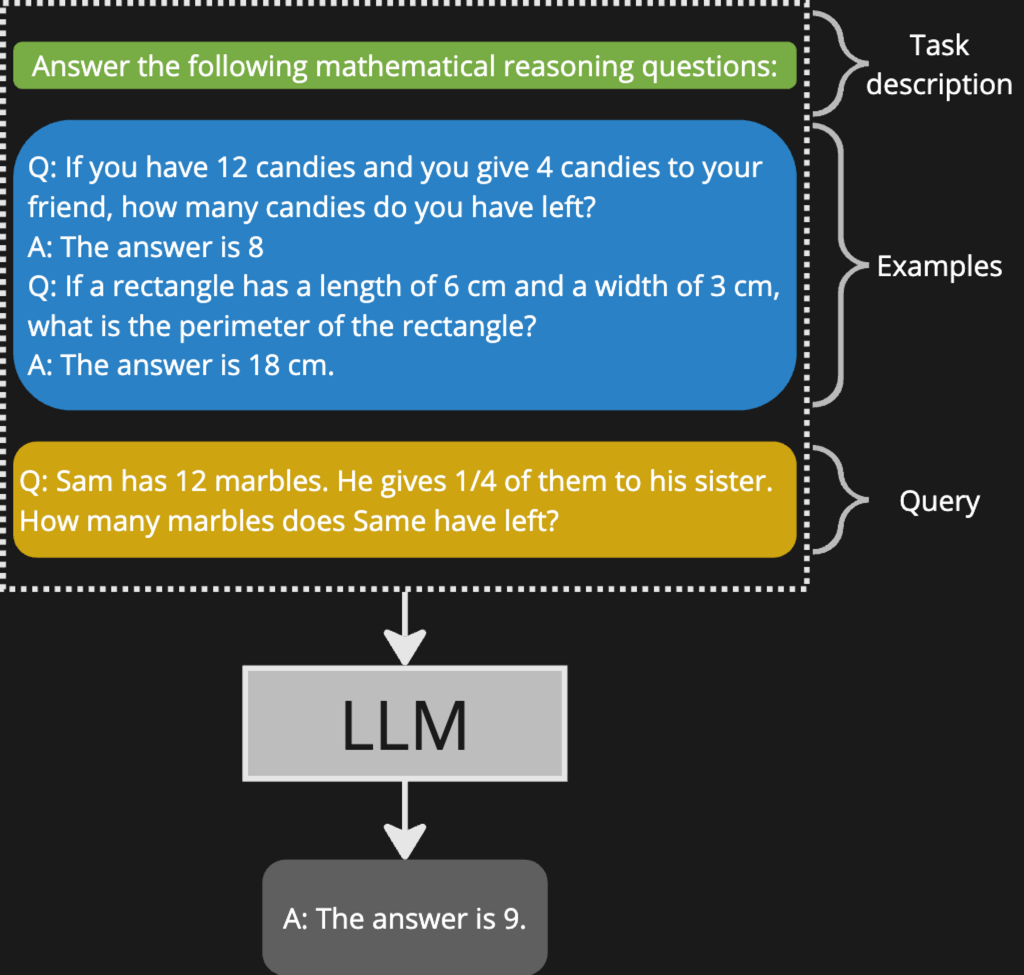 Answer the following mathematical reasoning questions:
Task
description
Q: If you have 12 candies and you give 4 candies to your
friend, how many candies do you have left?
A: The answer is 8
Q: If a rectangle has a length of 6 cm and a width of 3 cm,
what is the perimeter of the rectangle?
A: The answer is 18 cm.
Examples
Q: Sam has 12 marbles. He gives 1/4 of them to his sister.
How many marbles does Same have left?
Query
LLM
A: The answer is 9.